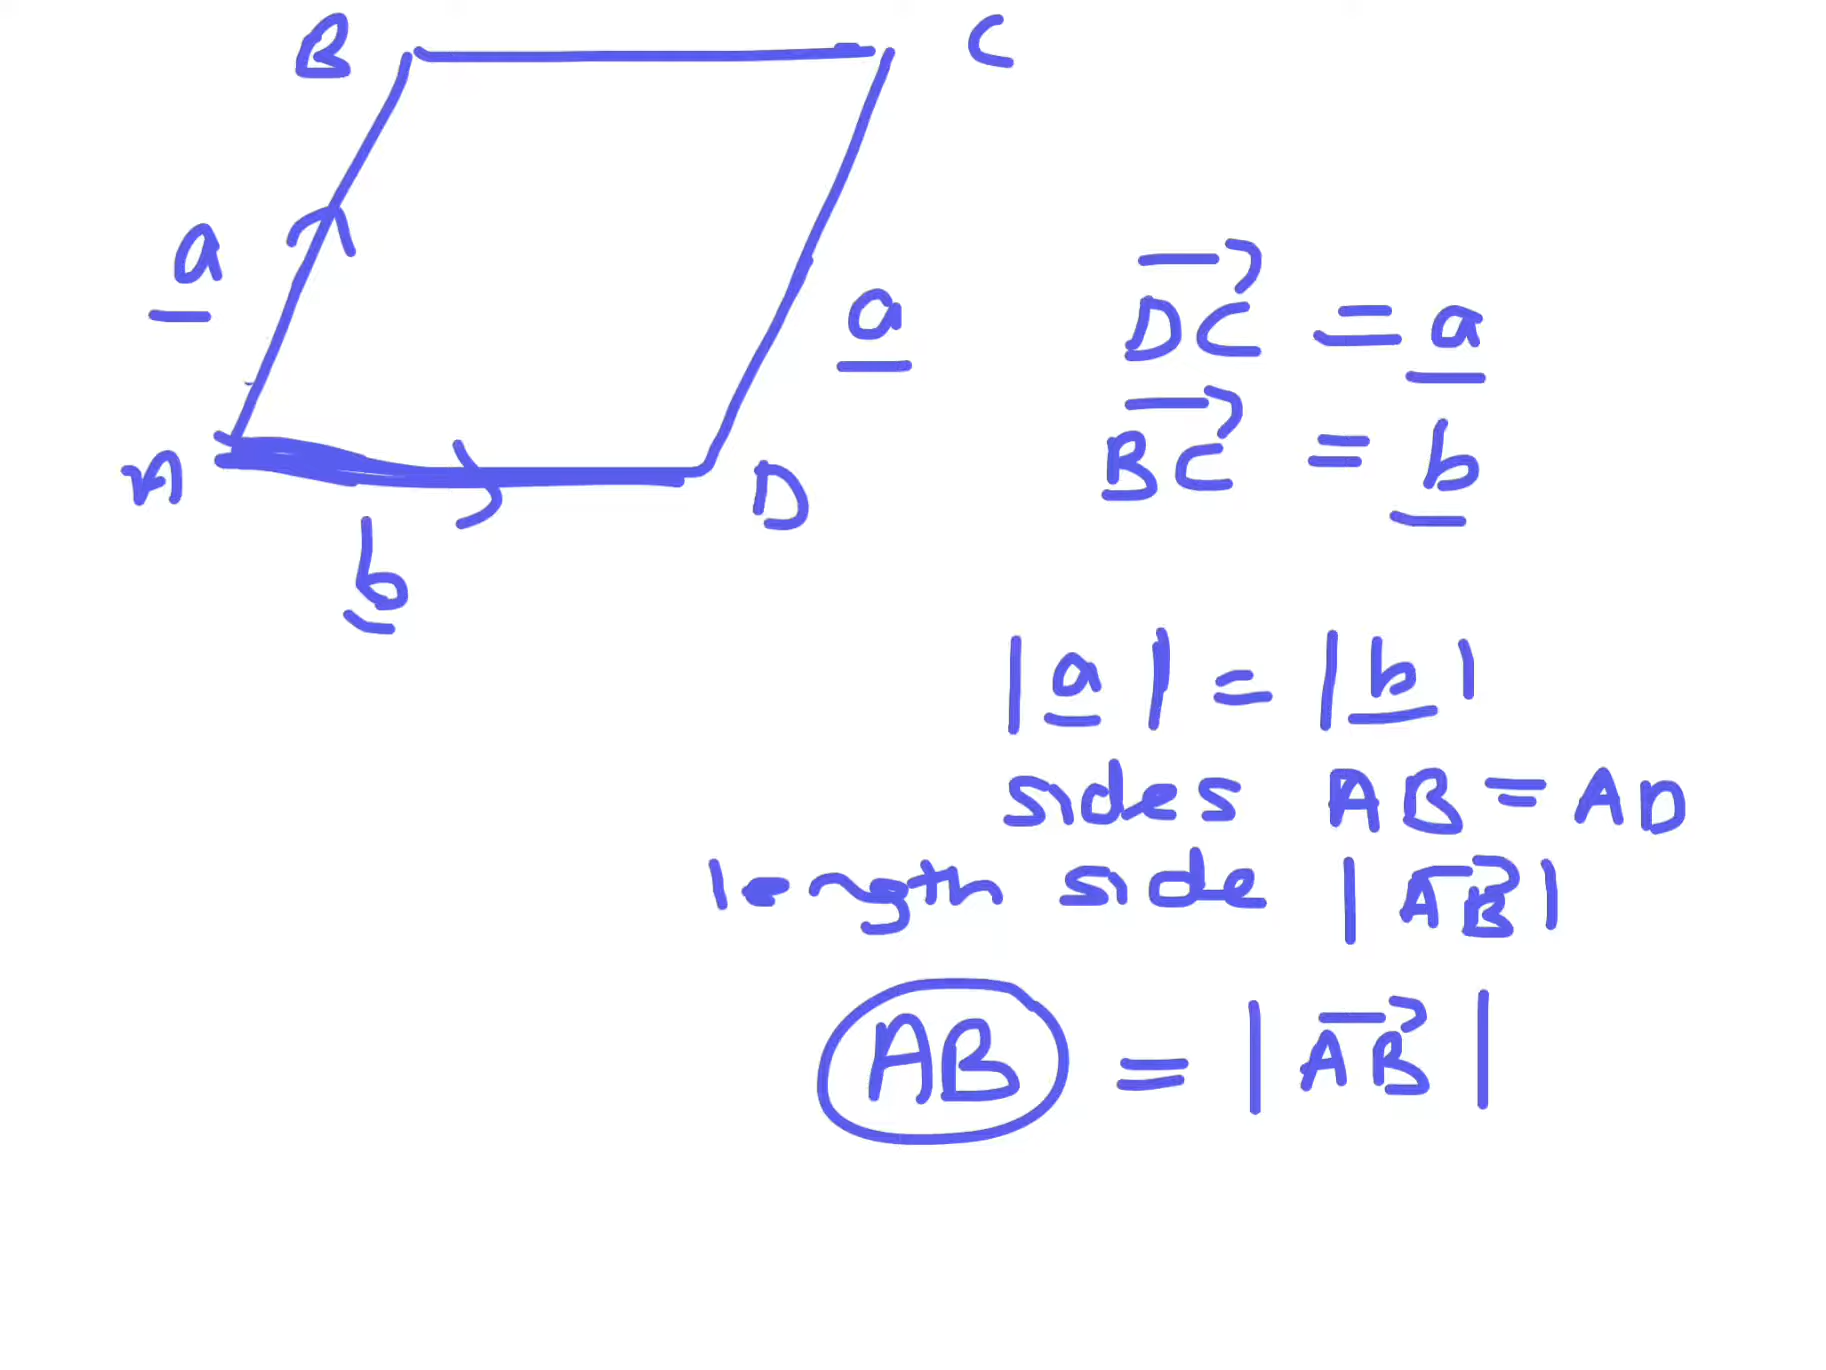 B
C
a
a
A
D
b
DC = a
BC = b
|a| = |b|
sides AB = AD
length side |AB|
AB = |AB|